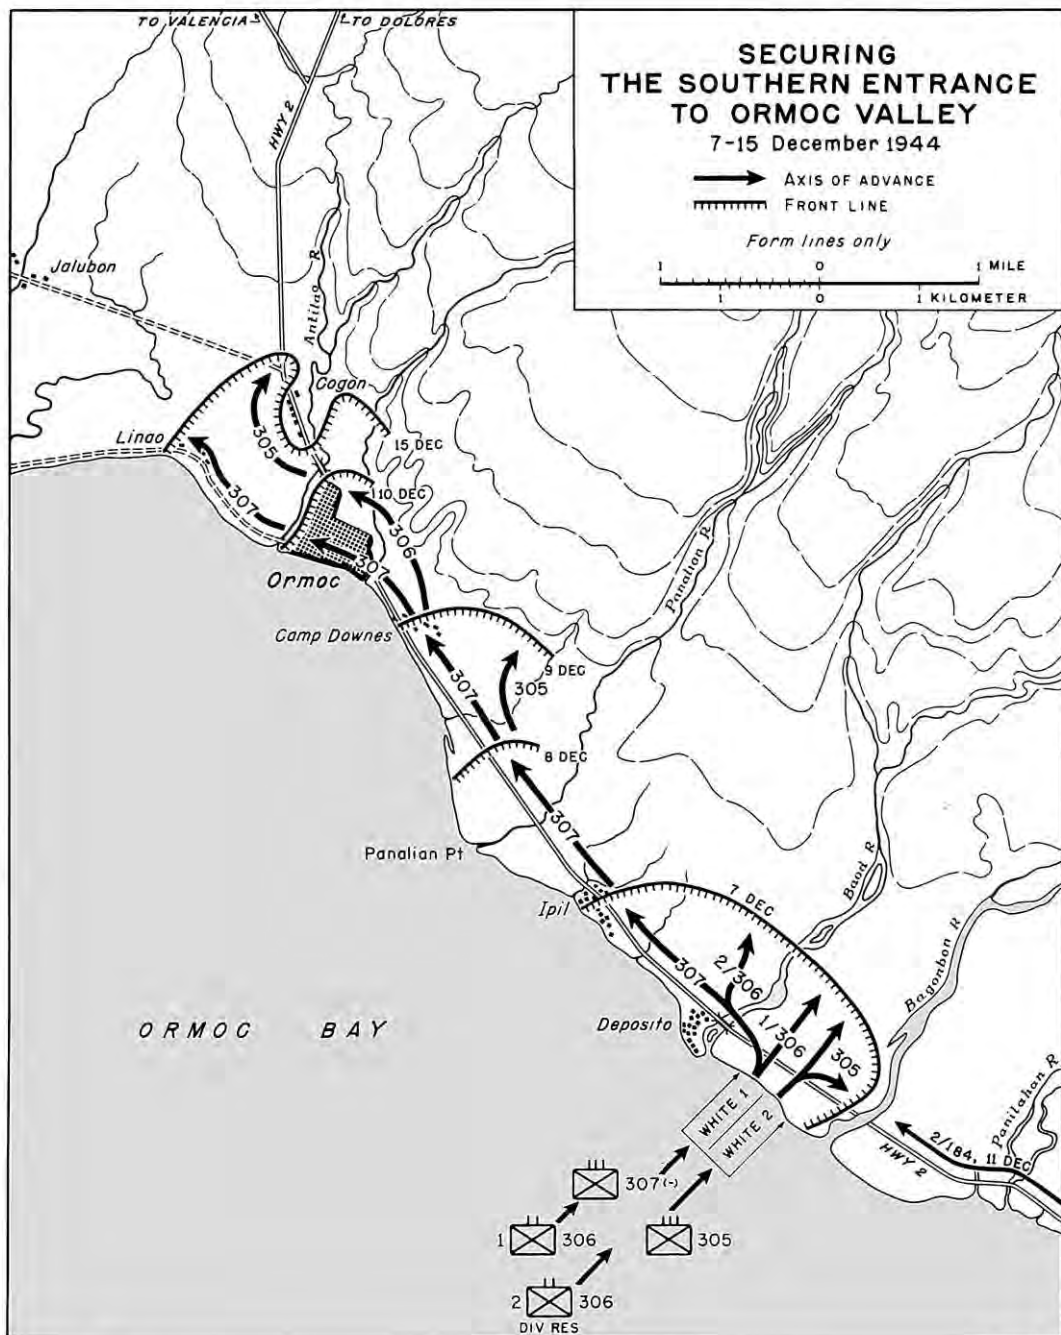 TO VALENCIA
TO DOLORES
SECURING
THE SOUTHERN ENTRANCE
TO ORMOC VALLEY
7-15 December 1944
AXIS OF ADVANCE
FRONT LINE
Form lines only
1 0 1 MILE
1 0 1 KILOMETER
HWY 2
Jalubon
Antilao R
Cogon
Linao
305
15 DEC
10 DEC
307
306
307
Ormoc
Panalian R
Camp Downes
9 DEC
307
305
8 DEC
307
Panalian Pt
Ipil
7 DEC
Baod R
Bagonbon R
307
2/306
1/306
305
Deposito
ORMOC BAY
WHITE 1
WHITE 2
Panilahan R
2/184, 11 DEC
HWY 2
307(-)
1 306
305
2 306
DIV RES